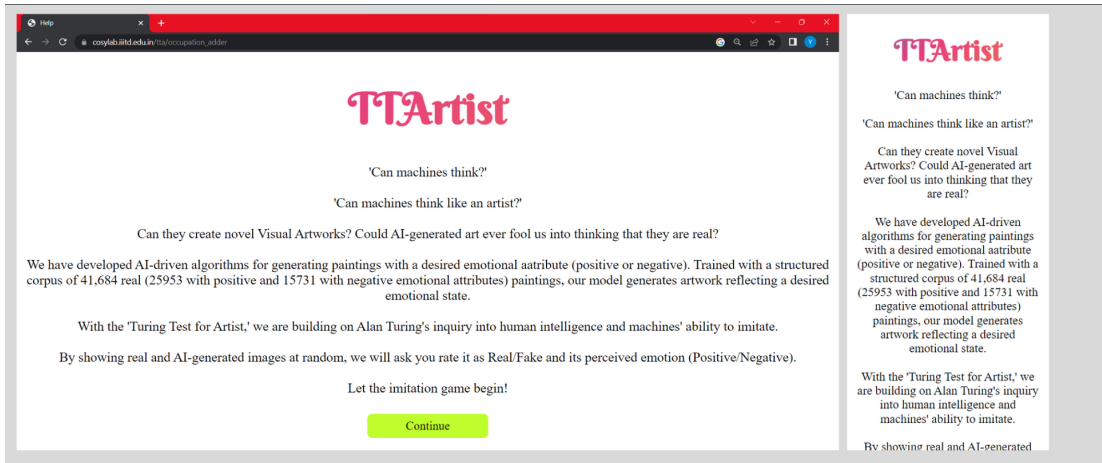 Help
cosylab.iiitd.edu.in/tta/occupation_adder
TTArtist
'Can machines think?'
'Can machines think like an artist?'
Can they create novel Visual Artworks? Could AI-generated art ever fool us into thinking that they are real?
We have developed AI-driven algorithms for generating paintings with a desired emotional aatribute (positive or negative). Trained with a structured
corpus of 41,684 real (25953 with positive and 15731 with negative emotional attributes) paintings, our model generates artwork reflecting a desired
emotional state.
With the 'Turing Test for Artist,' we are building on Alan Turing's inquiry into human intelligence and machines' ability to imitate.
By showing real and AI-generated images at random, we will ask you rate it as Real/Fake and its perceived emotion (Positive/Negative).
Let the imitation game begin!
Continue
TTArtist
'Can machines think?'
'Can machines think like an artist?'
Can they create novel Visual
Artworks? Could AI-generated art
ever fool us into thinking that they
are real?
We have developed AI-driven
algorithms for generating paintings
with a desired emotional aatribute
(positive or negative). Trained with a
structured corpus of 41,684 real
(25953 with positive and 15731 with
negative emotional attributes)
paintings, our model generates
artwork reflecting a desired
emotional state.
With the 'Turing Test for Artist,' we
are building on Alan Turing's inquiry
into human intelligence and
machines' ability to imitate.
By showing real and AI-generated